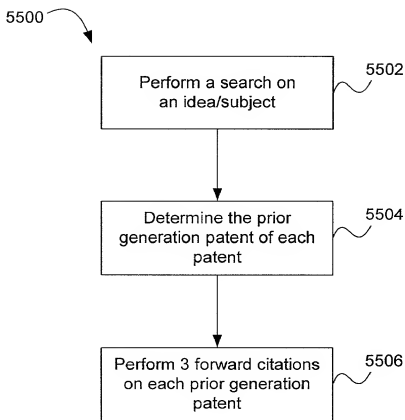 5500
Perform a search on
an idea/subject
5502
Determine the prior
generation patent of each
patent
5504
Perform 3 forward citations
on each prior generation
patent
5506